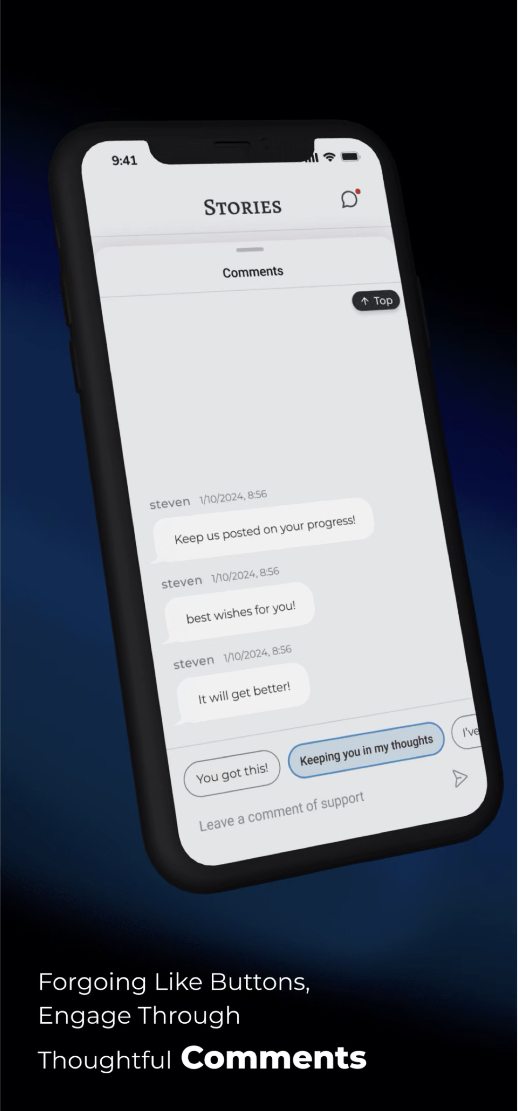 9:41
STORIES
Comments
↑ Top
steven 1/10/2024, 8:56
Keep us posted on your progress!
steven 1/10/2024, 8:56
best wishes for you!
steven 1/10/2024, 8:56
It will get better!
You got this! Keeping you in my thoughts I've
Leave a comment of support
Forgoing Like Buttons,
Engage Through
Thoughtful Comments